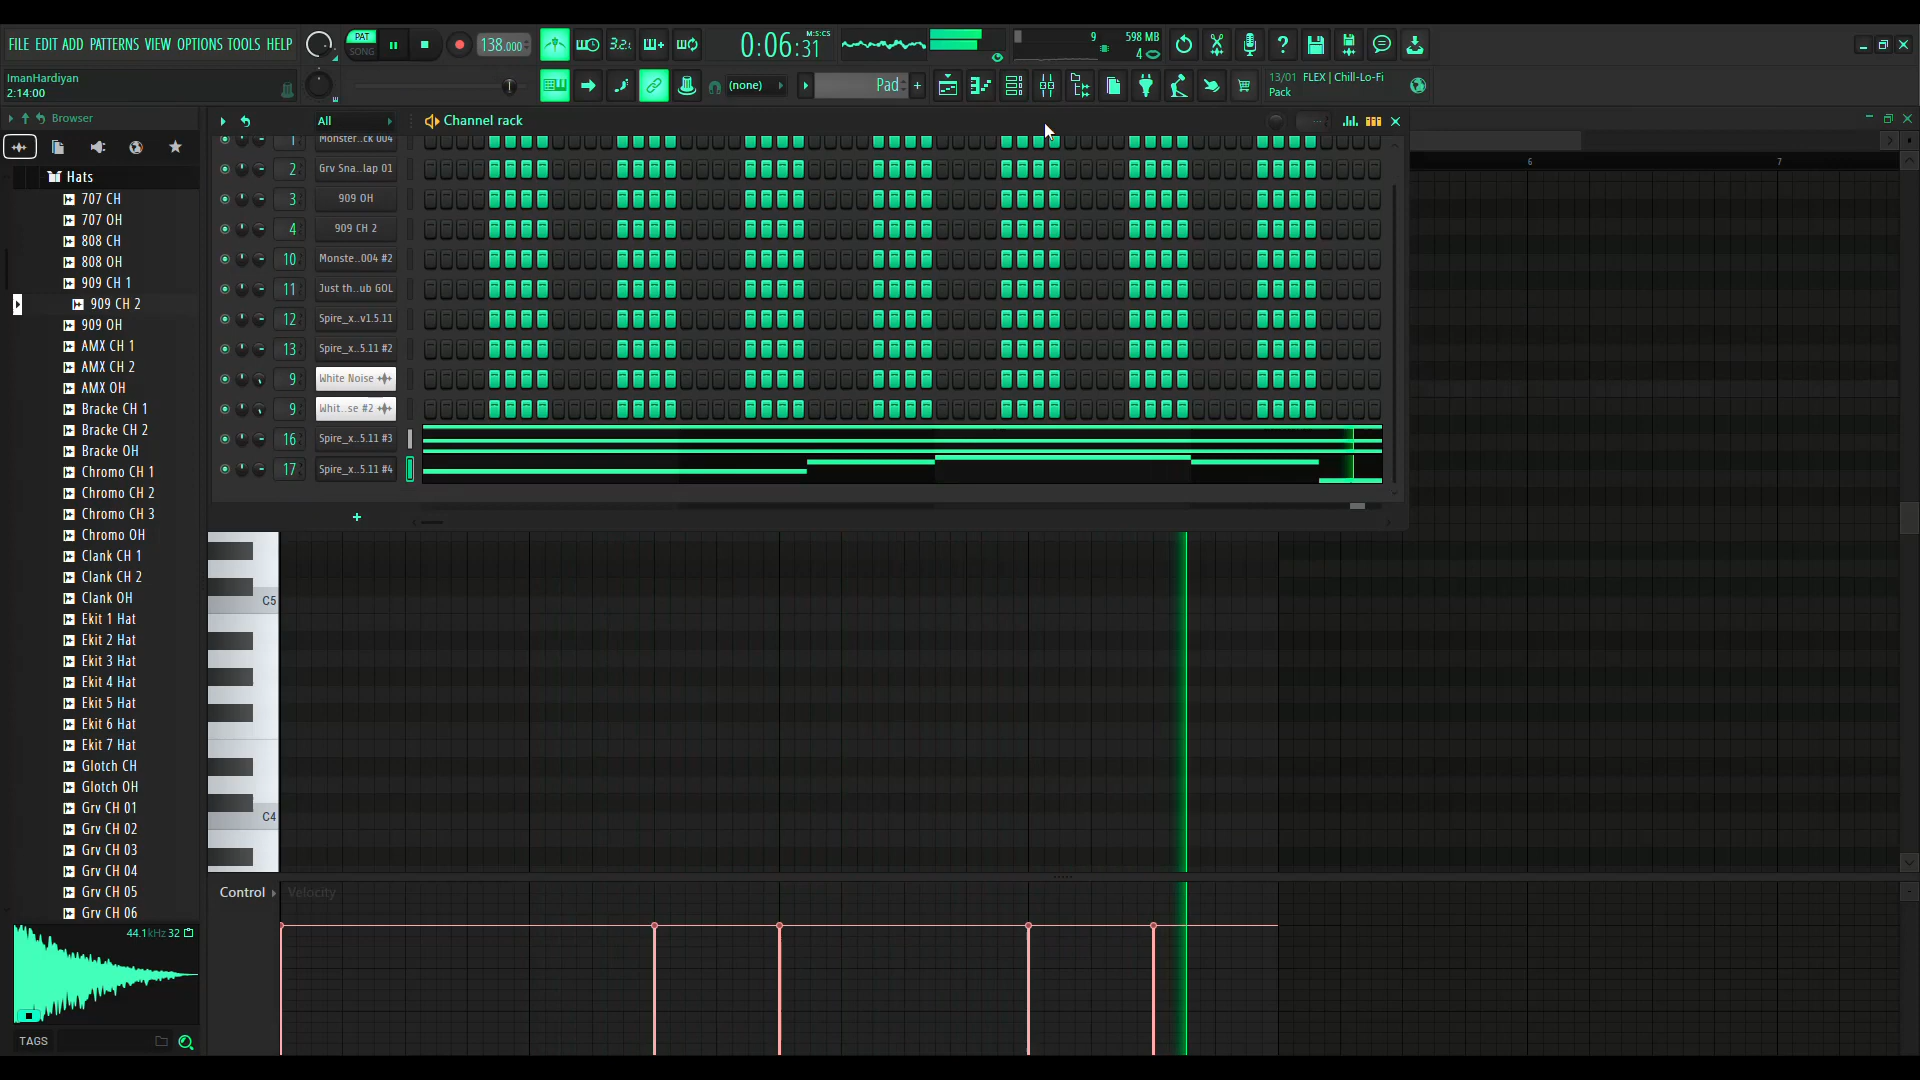 FILE EDIT ADD PATTERNS VIEW OPTIONS TOOLS HELP
PAT
SONG
138.000
3.2.
0:06:31
M:S:CS
9
598 MB
4
ImanHardiyan
2:14:00
(none)
Pad
13/01 FLEX | Chill-Lo-Fi
Pack
Browser
Hats
707 CH
707 OH
808 CH
808 OH
909 CH 1
909 CH 2
909 OH
AMX CH 1
AMX CH 2
AMX OH
Bracke CH 1
Bracke CH 2
Bracke OH
Chromo CH 1
Chromo CH 2
Chromo CH 3
Chromo OH
Clank CH 1
Clank CH 2
Clank OH
Ekit 1 Hat
Ekit 2 Hat
Ekit 3 Hat
Ekit 4 Hat
Ekit 5 Hat
Ekit 6 Hat
Ekit 7 Hat
Glotch CH
Glotch OH
Grv CH 01
Grv CH 02
Grv CH 03
Grv CH 04
Grv CH 05
Grv CH 06
44.1kHz 32
TAGS
All
Channel rack
1 Monster..ck 004
2 Grv Sna..lap 01
3 909 OH
4 909 CH 2
10 Monste..004 #2
11 Just th..ub GOL
12 Spire_x..v1.5.11
13 Spire_x..5.11 #2
9 White Noise
9 Whit..se #2
16 Spire_x..5.11 #3
17 Spire_x..5.11 #4
6
7
C5
C4
Control
Velocity